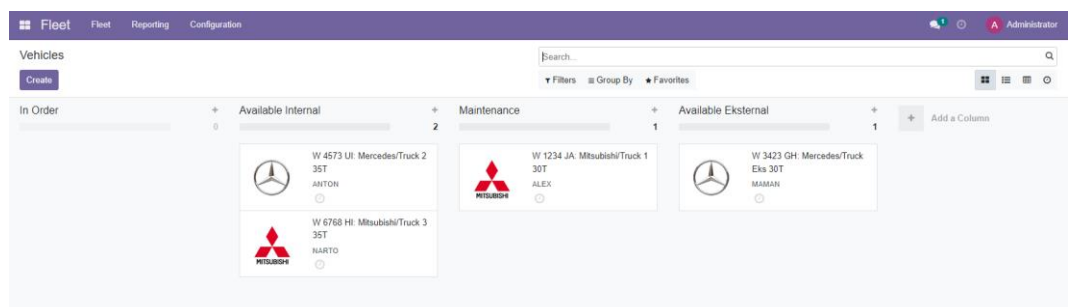 Fleet Fleet Reporting Configuration 1 A Administrator
Vehicles
Search...
Create
Filters Group By Favorites
In Order
0
Available Internal
2
W 4573 UI: Mercedes/Truck 2
35T
ANTON
W 6768 HI: Mitsubishi/Truck 3
35T
NARTO
MITSUBISHI
Maintenance
1
W 1234 JA: Mitsubishi/Truck 1
30T
ALEX
MITSUBISHI
Available Eksternal
1
W 3423 GH: Mercedes/Truck
Eks 30T
MAMAN
+ Add a Column